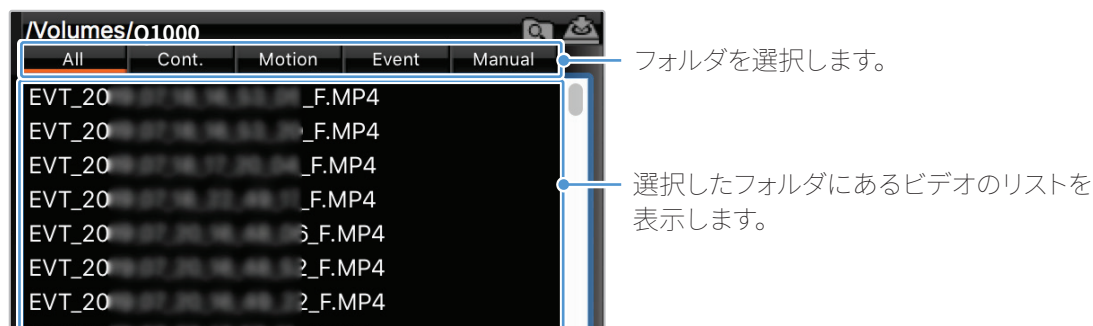 /Volumes/O1000
All Cont. Motion Event Manual
フォルダを選択します。
EVT_20 _F.MP4
EVT_20 _F.MP4
EVT_20 _F.MP4
EVT_20 _F.MP4
EVT_20 _F.MP4
EVT_20 2_F.MP4
EVT_20 2_F.MP4
選択したフォルダにあるビデオのリストを
表示します。